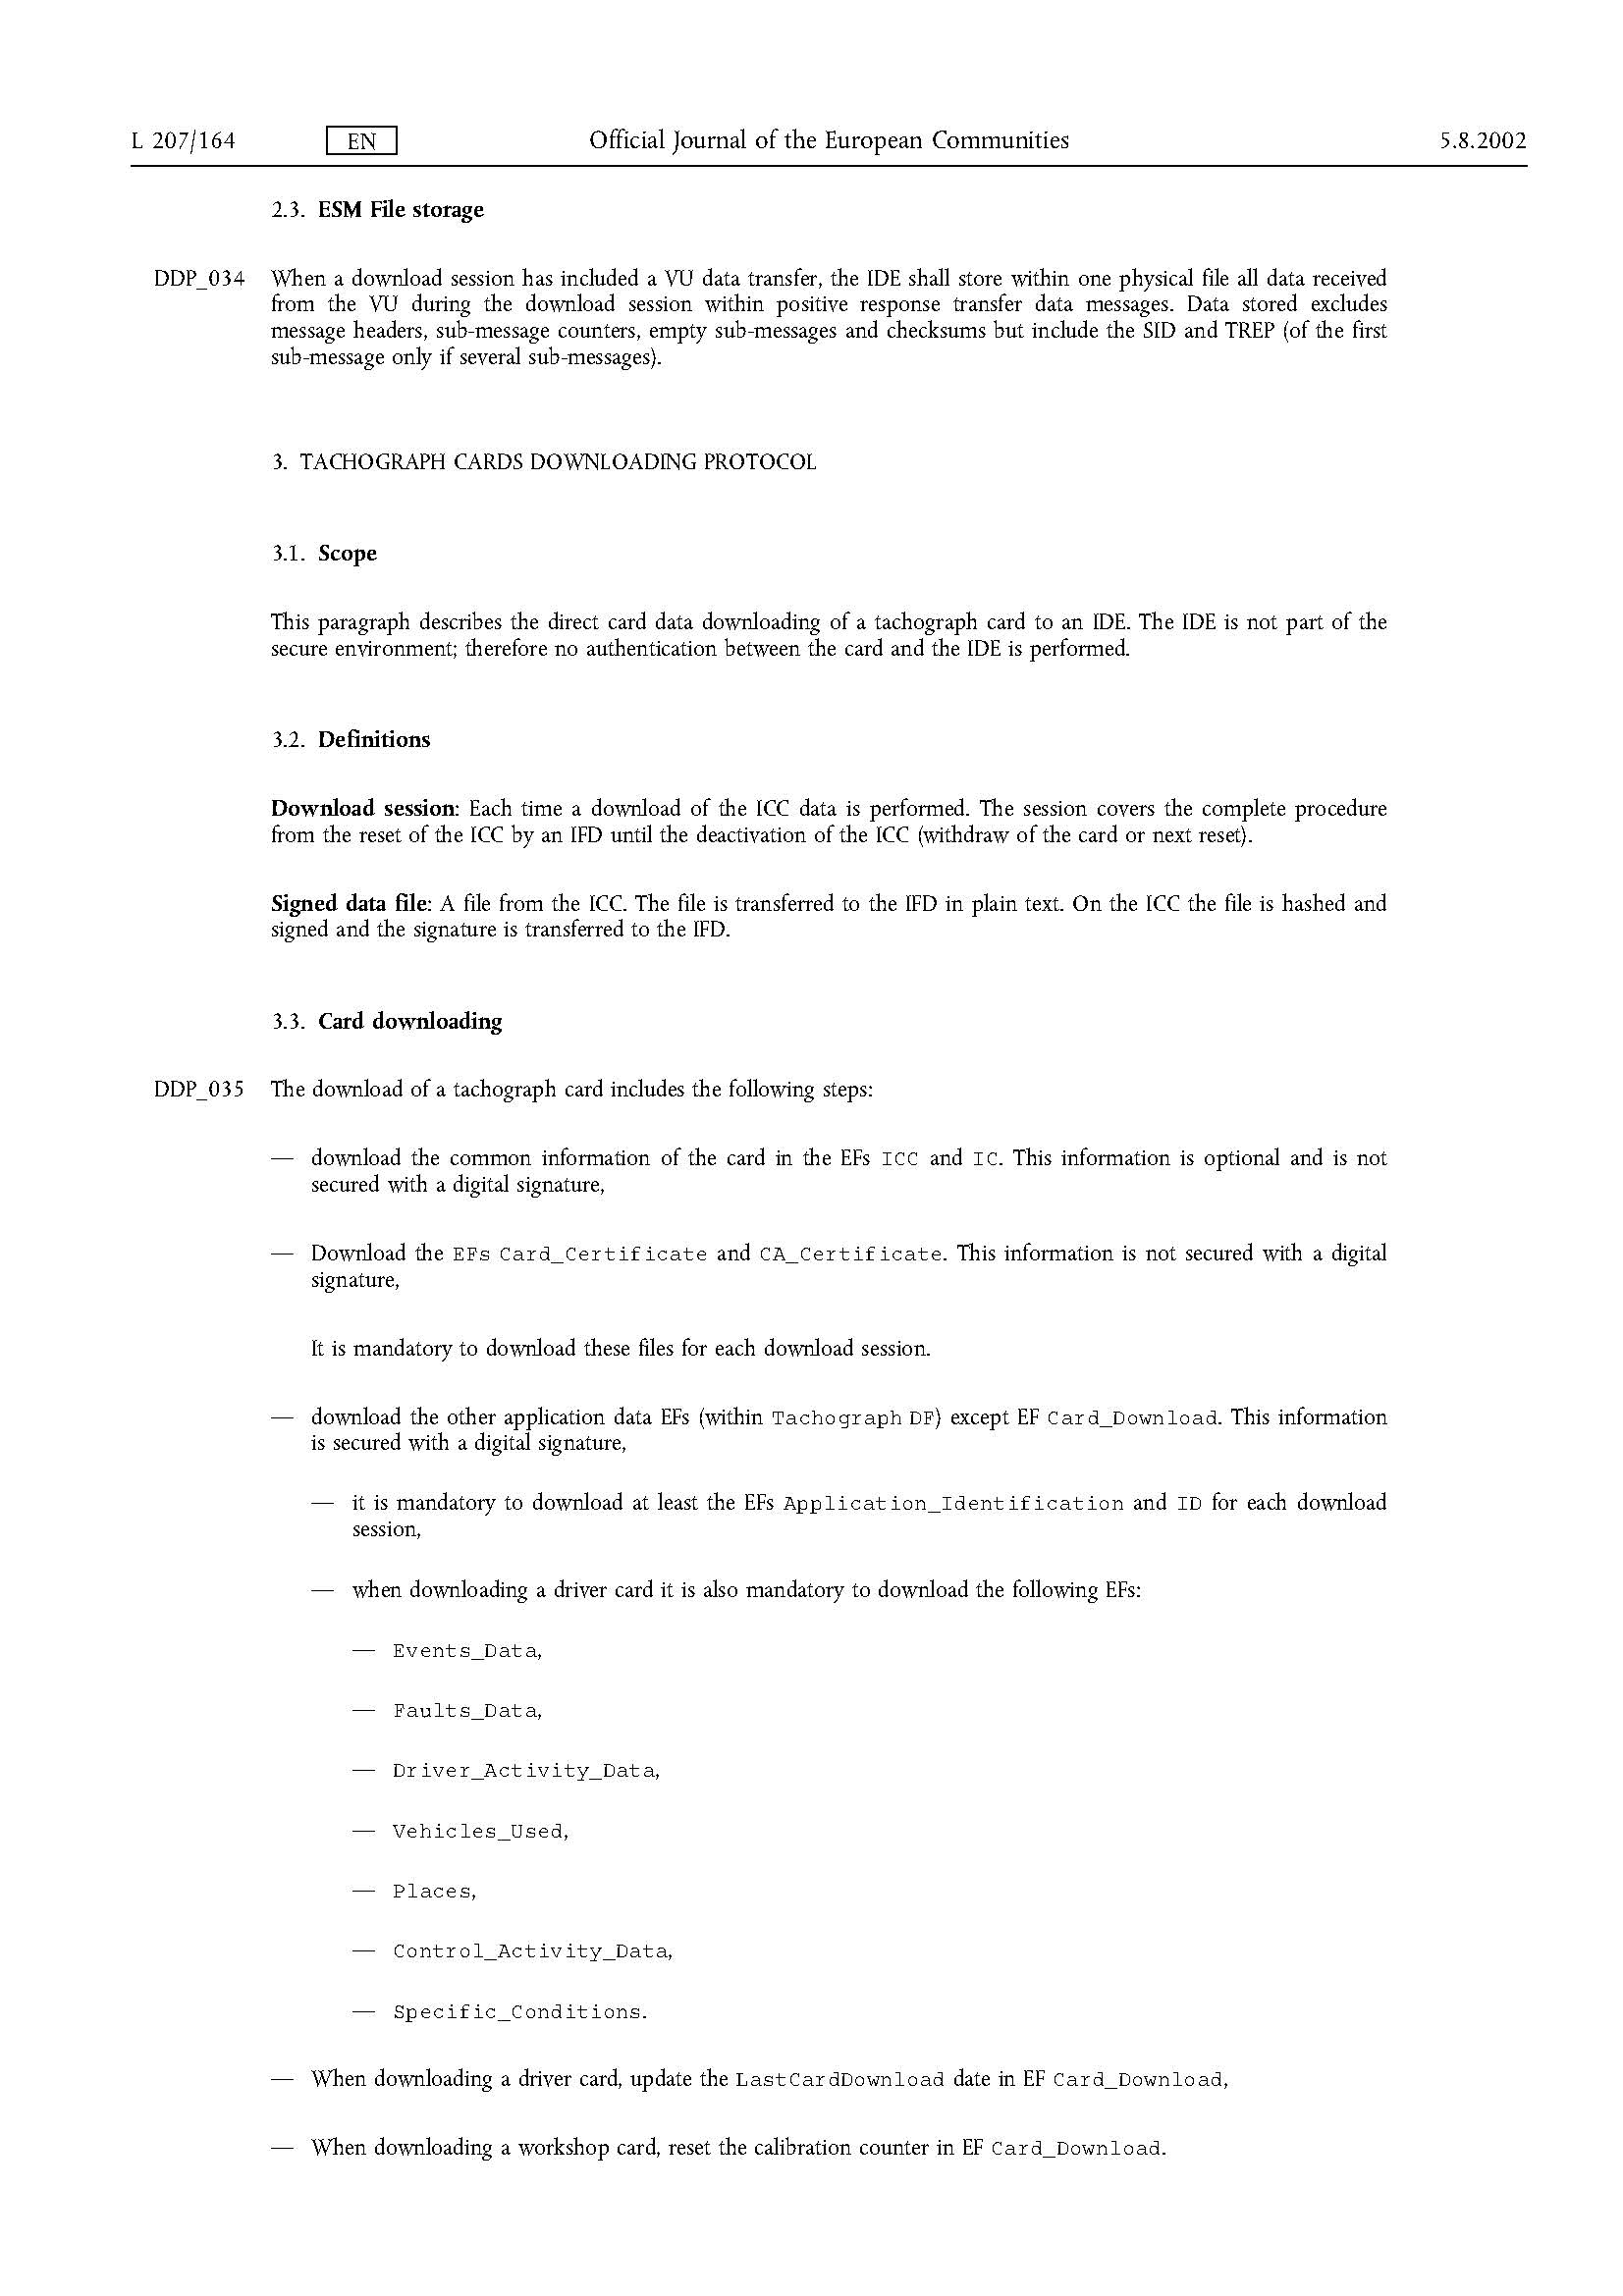 L 207/164 EN Official Journal of the European Communities 5.8.2002
2.3. ESM File storage
DDP_034 When a download session has included a VU data transfer, the IDE shall store within one physical file all data received
from the VU during the download session within positive response transfer data messages. Data stored excludes
message headers, sub-message counters, empty sub-messages and checksums but include the SID and TREP (of the first
sub-message only if several sub-messages).
3. TACHOGRAPH CARDS DOWNLOADING PROTOCOL
3.1. Scope
This paragraph describes the direct card data downloading of a tachograph card to an IDE. The IDE is not part of the
secure environment; therefore no authentication between the card and the IDE is performed.
3.2. Definitions
Download session: Each time a download of the ICC data is performed. The session covers the complete procedure
from the reset of the ICC by an IFD until the deactivation of the ICC (withdraw of the card or next reset).
Signed data file: A file from the ICC. The file is transferred to the IFD in plain text. On the ICC the file is hashed and
signed and the signature is transferred to the IFD.
3.3. Card downloading
DDP_035 The download of a tachograph card includes the following steps:
— download the common information of the card in the EFs ICC and IC. This information is optional and is not
secured with a digital signature,
— Download the EFs Card_Certificate and CA_Certificate. This information is not secured with a digital
signature,
It is mandatory to download these files for each download session.
— download the other application data EFs (within Tachograph DF) except EF Card_Download. This information
is secured with a digital signature,
— it is mandatory to download at least the EFs Application_Identification and ID for each download
session,
— when downloading a driver card it is also mandatory to download the following EFs:
— Events_Data,
— Faults_Data,
— Driver_Activity_Data,
— Vehicles_Used,
— Places,
— Control_Activity_Data,
— Specific_Conditions.
— When downloading a driver card, update the LastCardDownload date in EF Card_Download,
— When downloading a workshop card, reset the calibration counter in EF Card_Download.